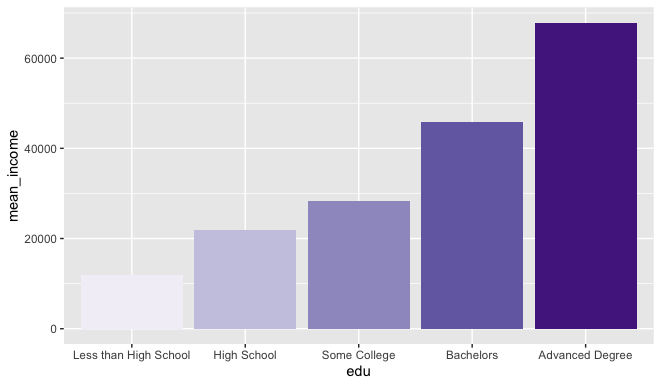 mean_income
60000
40000
20000
0
Less than High School High School Some College Bachelors Advanced Degree
edu